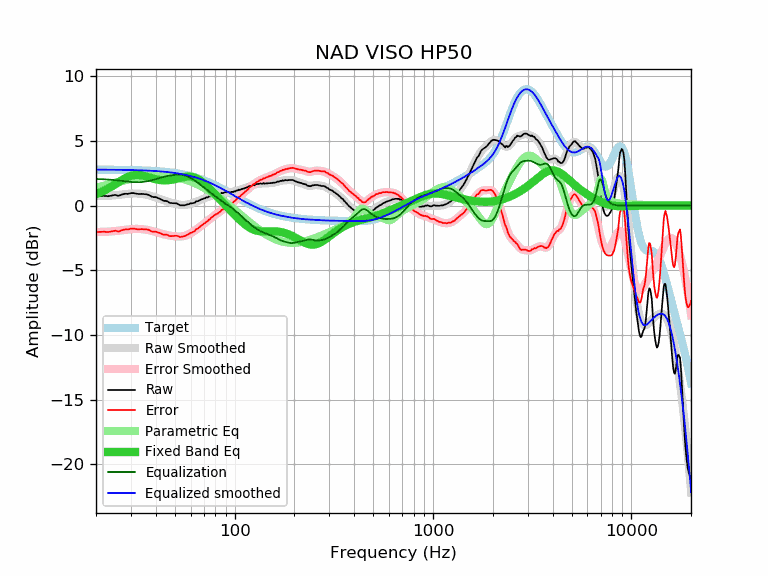 NAD VISO HP50
10
5
0
−5
−10
−15
−20
Amplitude (dBr)
Target
Raw Smoothed
Error Smoothed
Raw
Error
Parametric Eq
Fixed Band Eq
Equalization
Equalized smoothed
100
1000
10000
Frequency (Hz)